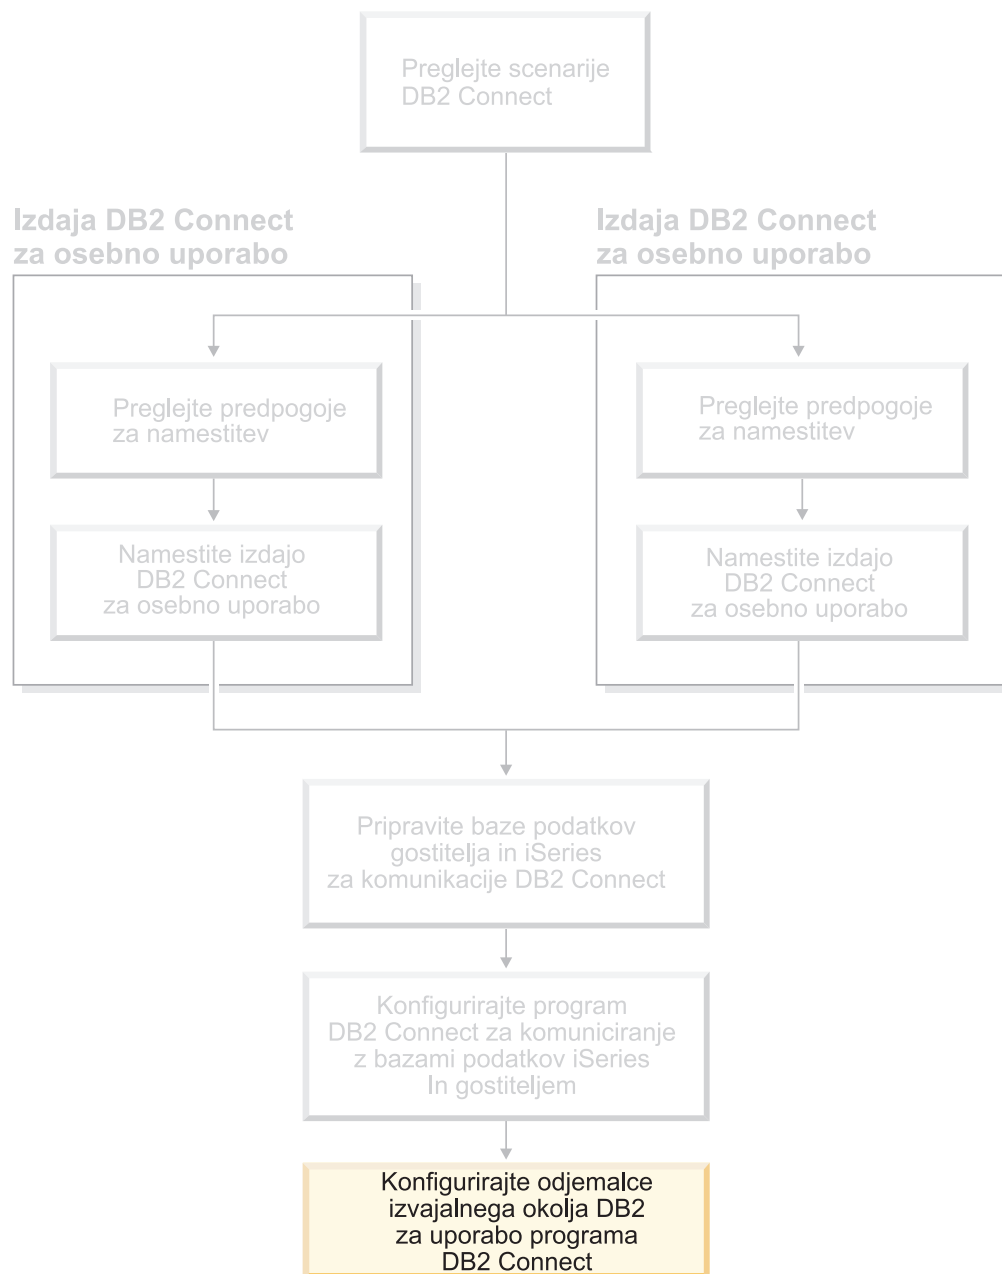 Preglejte scenarije
DB2 Connect
Izdaja DB2 Connect
za osebno uporabo
Izdaja DB2 Connect
za osebno uporabo
Preglejte predpogoje
za namestitev
Preglejte predpogoje
za namestitev
Namestite izdajo
DB2 Connect
za osebno uporabo
Namestite izdajo
DB2 Connect
za osebno uporabo
Pripravite baze podatkov
gostitelja in iSeries
za komunikacije DB2 Connect
Konfigurirajte program
DB2 Connect za komuniciranje
z bazami podatkov iSeries
In gostiteljem
Konfigurirajte odjemalce
izvajalnega okolja DB2
za uporabo programa
DB2 Connect